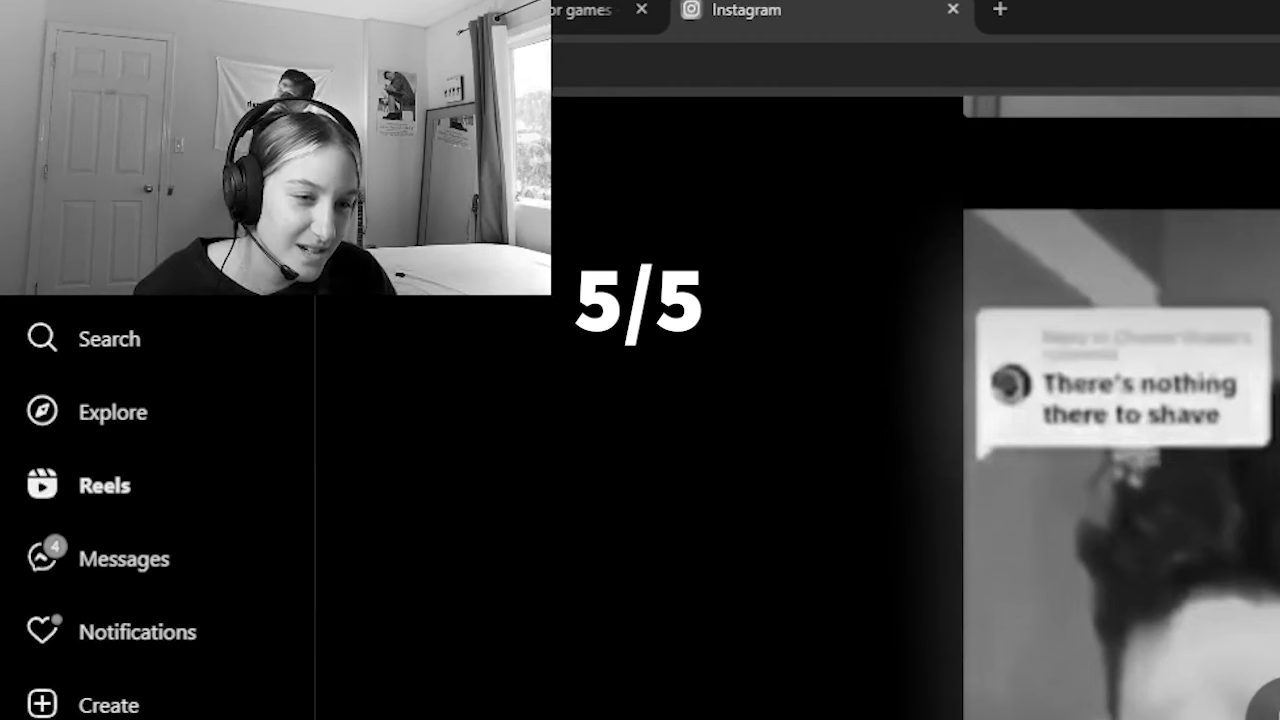 or games
Instagram
5/5
Search
Explore
Reels
4
Messages
Notifications
Create
There's nothing
there to shave